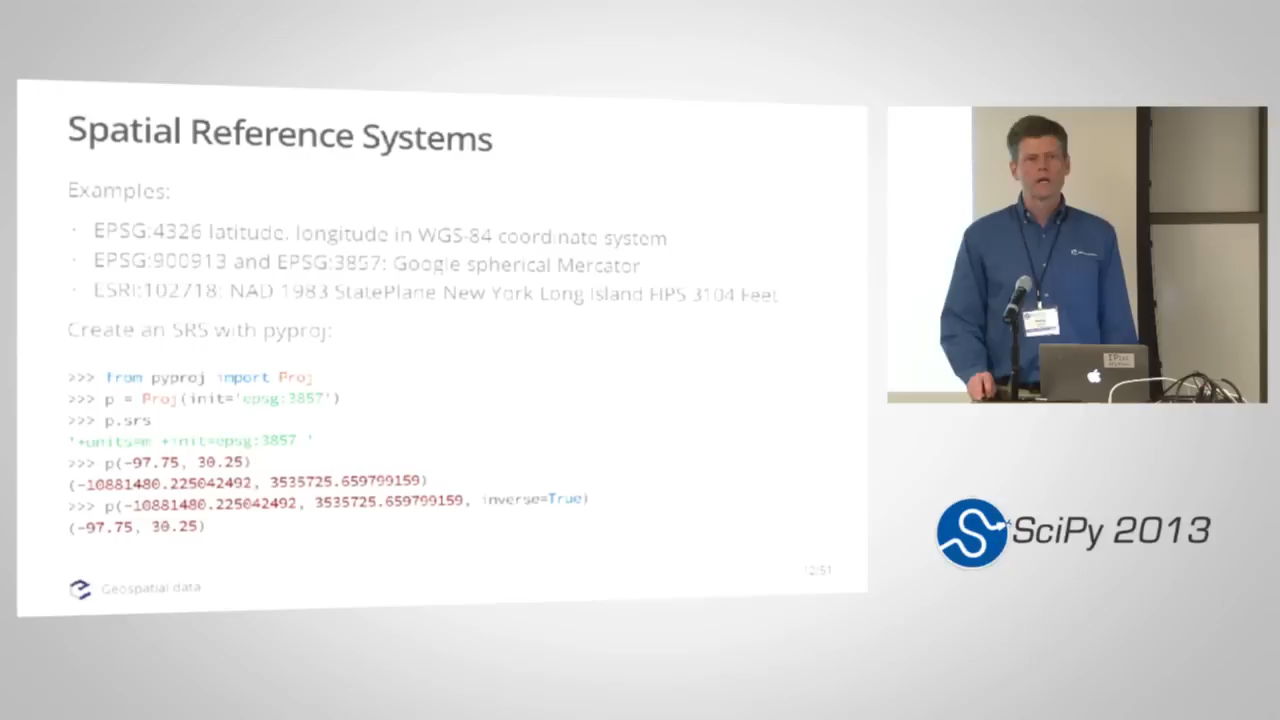 Spatial Reference Systems
Examples:
· EPSG:4326 latitude, longitude in WGS-84 coordinate system
· EPSG:900913 and EPSG:3857: Google spherical Mercator
· ESRI:102718: NAD 1983 StatePlane New York Long Island FIPS 3104 Feet
Create an SRS with pyproj:
>>> from pyproj import Proj
>>> p = Proj(init='epsg:3857')
>>> p.srs
'+units=m +init=epsg:3857 '
>>> p(-97.75, 30.25)
(-10881480.225042492, 3535725.659799159)
>>> p(-10881480.225042492, 3535725.659799159, inverse=True)
(-97.75, 30.25)
12/51
Geospatial data
SciPy 2013